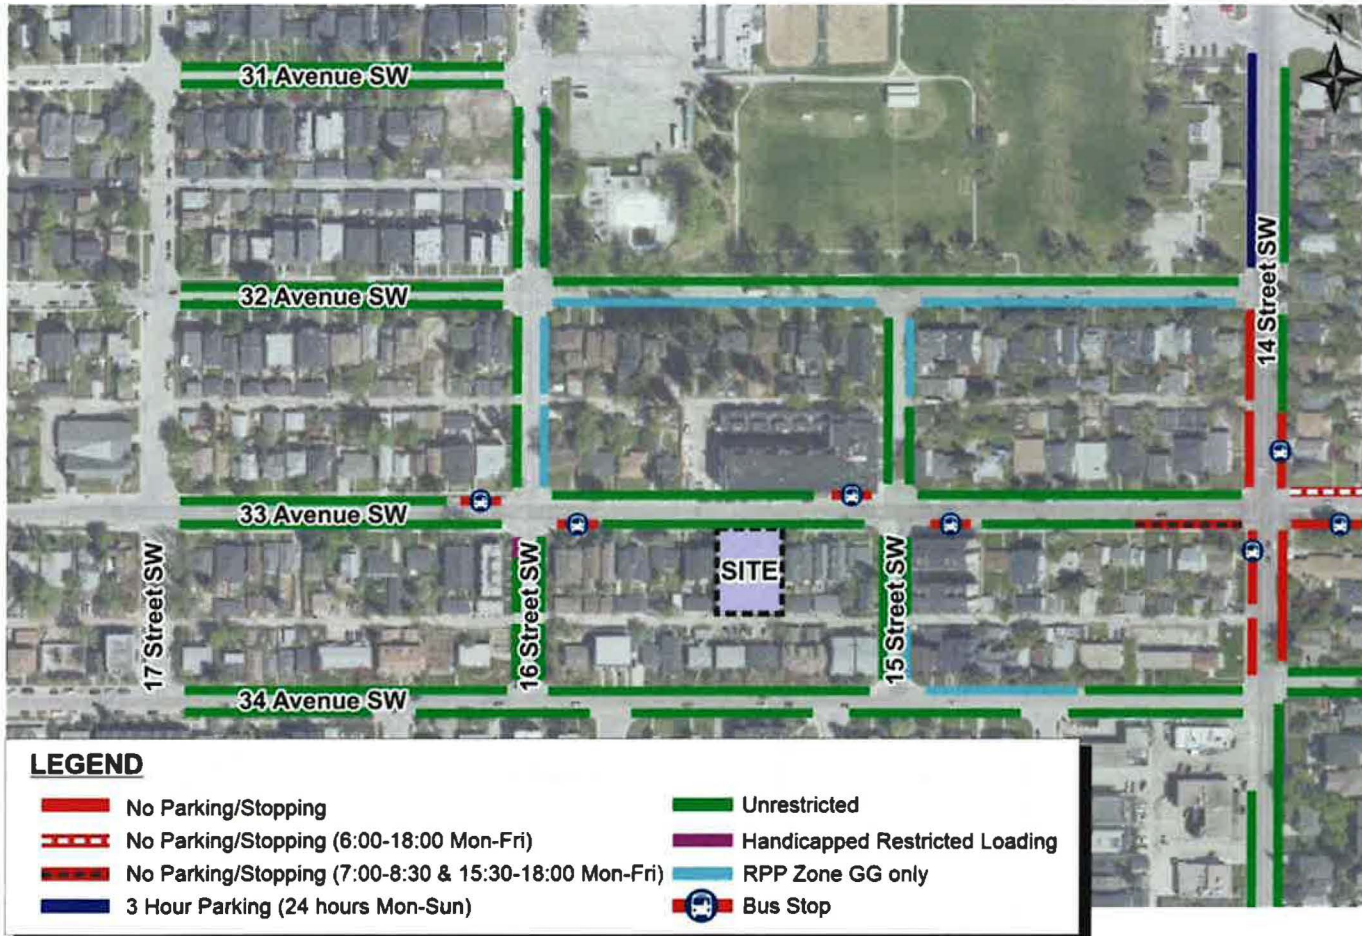 N
31 Avenue SW
32 Avenue SW
14 Street SW
33 Avenue SW
SITE
17 Street SW
16 Street SW
15 Street SW
34 Avenue SW
LEGEND
No Parking/Stopping
No Parking/Stopping (6:00-18:00 Mon-Fri)
No Parking/Stopping (7:00-8:30 & 15:30-18:00 Mon-Fri)
3 Hour Parking (24 hours Mon-Sun)
Unrestricted
Handicapped Restricted Loading
RPP Zone GG only
Bus Stop